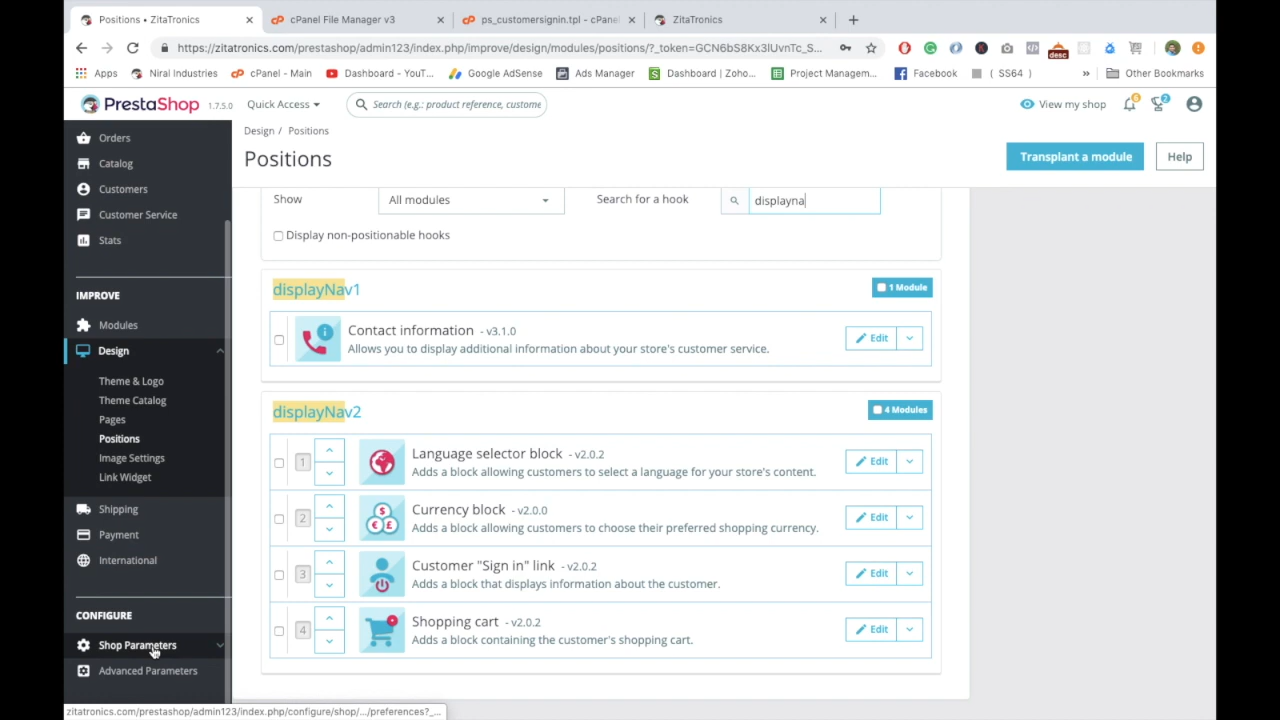 Positions • ZitaTronics
cPanel File Manager v3
ps_customersignin.tpl - cPane
ZitaTronics
https://zitatronics.com/prestashop/admin123/index.php/improve/design/modules/positions/?_token=GCN6bS8Kx3IUvnTc_S...
desc
Apps
Niral Industries
cPanel - Main
Dashboard - YouT...
Google AdSense
Ads Manager
Dashboard | Zoho...
Project Managem...
Facebook
( SS64 )
»
Other Bookmarks
PrestaShop 1.7.5.0
Quick Access
Search (e.g.: product reference, custome
View my shop
6
2
Orders
Catalog
Customers
Customer Service
Stats
IMPROVE
Modules
Design
Theme & Logo
Theme Catalog
Pages
Positions
Image Settings
Link Widget
Shipping
Payment
International
CONFIGURE
Shop Parameters
Advanced Parameters
Design / Positions
Positions
Transplant a module
Help
Show
All modules
Search for a hook
displayna
Display non-positionable hooks
displayNav1
1 Module
Contact information - v3.1.0
Allows you to display additional information about your store's customer service.
Edit
displayNav2
4 Modules
1
Language selector block - v2.0.2
Adds a block allowing customers to select a language for your store's content.
Edit
2
Currency block - v2.0.0
Adds a block allowing customers to choose their preferred shopping currency.
Edit
3
Customer "Sign in" link - v2.0.2
Adds a block that displays information about the customer.
Edit
4
Shopping cart - v2.0.2
Adds a block containing the customer's shopping cart.
Edit
zitatronics.com/prestashop/admin123/index.php/configure/shop/.../preferences?_...